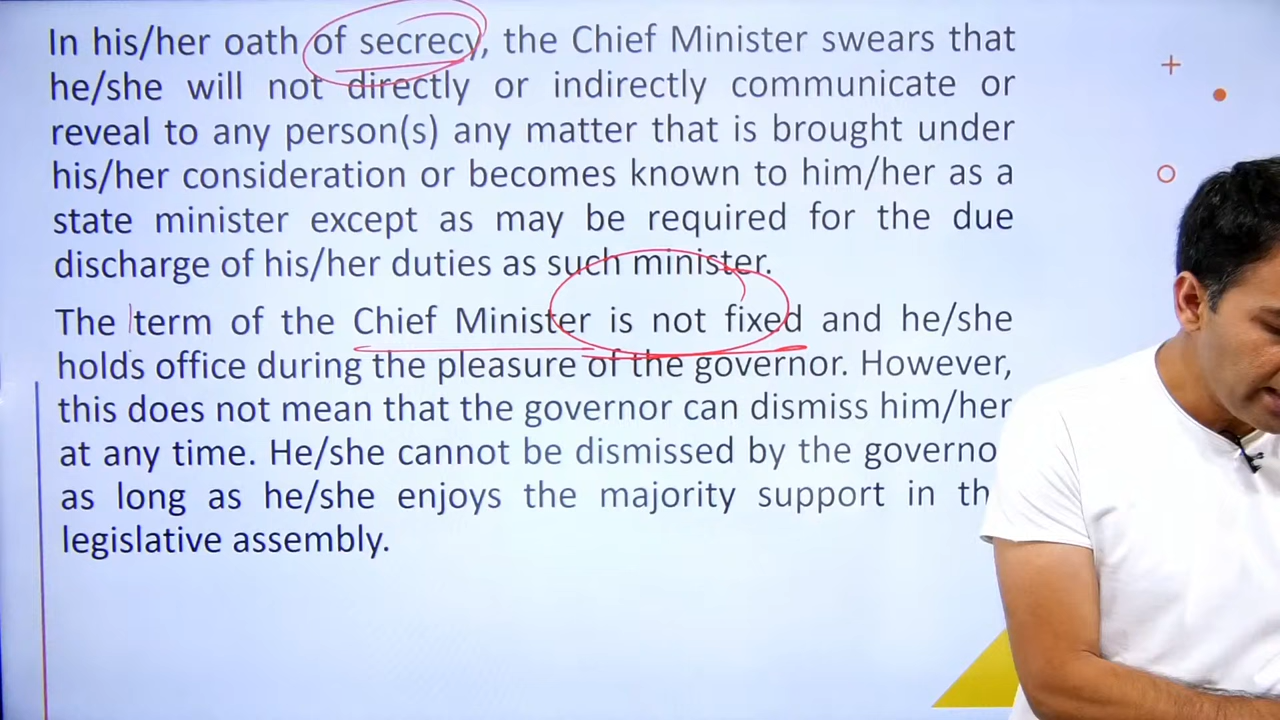 In his/her oath of secrecy, the Chief Minister swears that
he/she will not directly or indirectly communicate or
reveal to any person(s) any matter that is brought under
his/her consideration or becomes known to him/her as a
state minister except as may be required for the due
discharge of his/her duties as such minister.
The term of the Chief Minister is not fixed and he/she
holds office during the pleasure of the governor. However,
this does not mean that the governor can dismiss him/her
at any time. He/she cannot be dismissed by the governo
as long as he/she enjoys the majority support in th
legislative assembly.